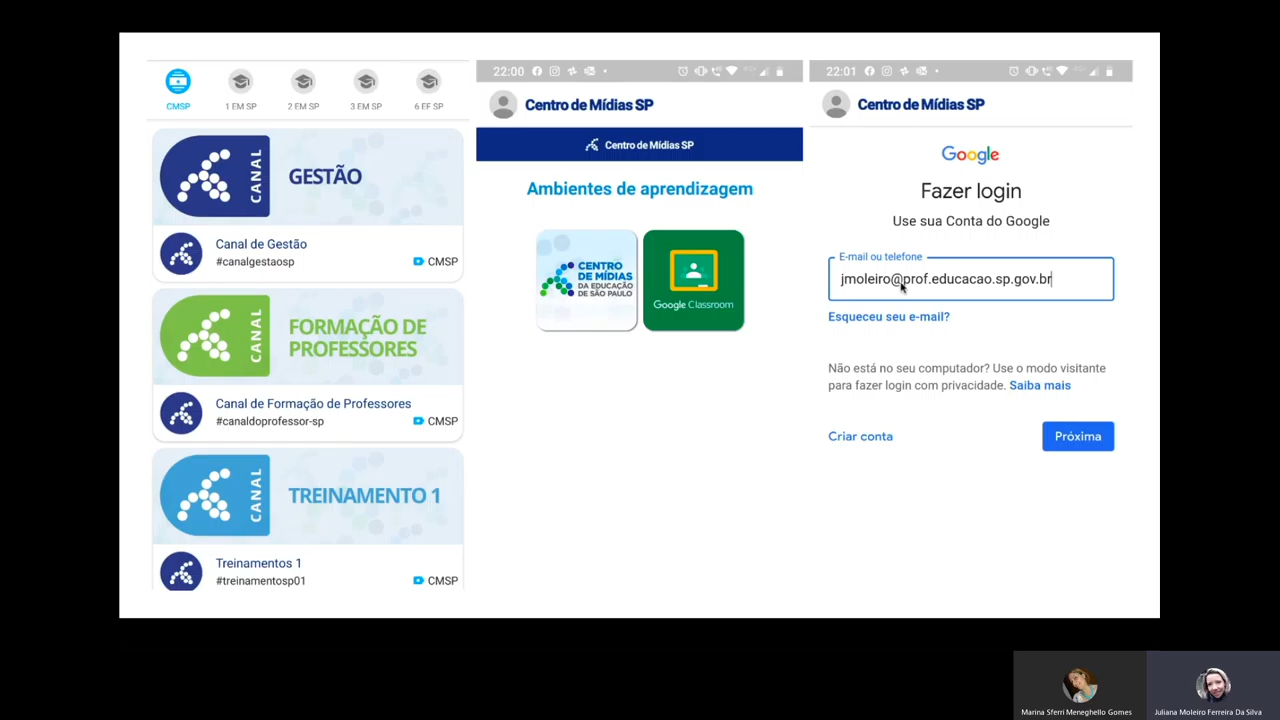 CMSP
1 EM SP
2 EM SP
3 EM SP
6 EF SP
CANAL
GESTÃO
Canal de Gestão
#canalgestaosp
CMSP
CANAL
FORMAÇÃO DE
PROFESSORES
Canal de Formação de Professores
#canaldoprofessor-sp
CMSP
CANAL
TREINAMENTO 1
Treinamentos 1
#treinamentosp01
CMSP
22:00
Centro de Mídias SP
Centro de Mídias SP
Ambientes de aprendizagem
CENTRO
DE MÍDIAS
DA EDUCAÇÃO
DE SÃO PAULO
Google Classroom
22:01
Centro de Mídias SP
Google
Fazer login
Use sua Conta do Google
E-mail ou telefone
jmoleiro@prof.educacao.sp.gov.br
Esqueceu seu e-mail?
Não está no seu computador? Use o modo visitante
para fazer login com privacidade. Saiba mais
Criar conta
Próxima
Marina Sferri Meneghello Gomes
Juliana Moleiro Ferreira Da Silva